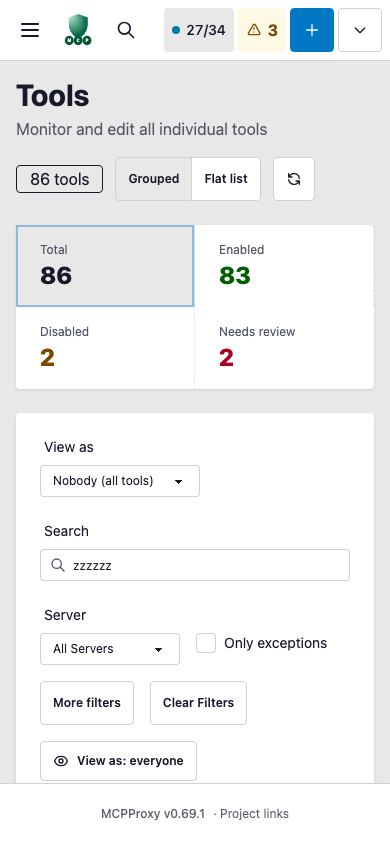 MCP
27/34
3
Tools
Monitor and edit all individual tools
86 tools
Grouped
Flat list
Total
86
Enabled
83
Disabled
2
Needs review
2
View as
Nobody (all tools)
Search
zzzzzz
Server
All Servers
Only exceptions
More filters
Clear Filters
View as: everyone
MCPProxy v0.69.1 · Project links